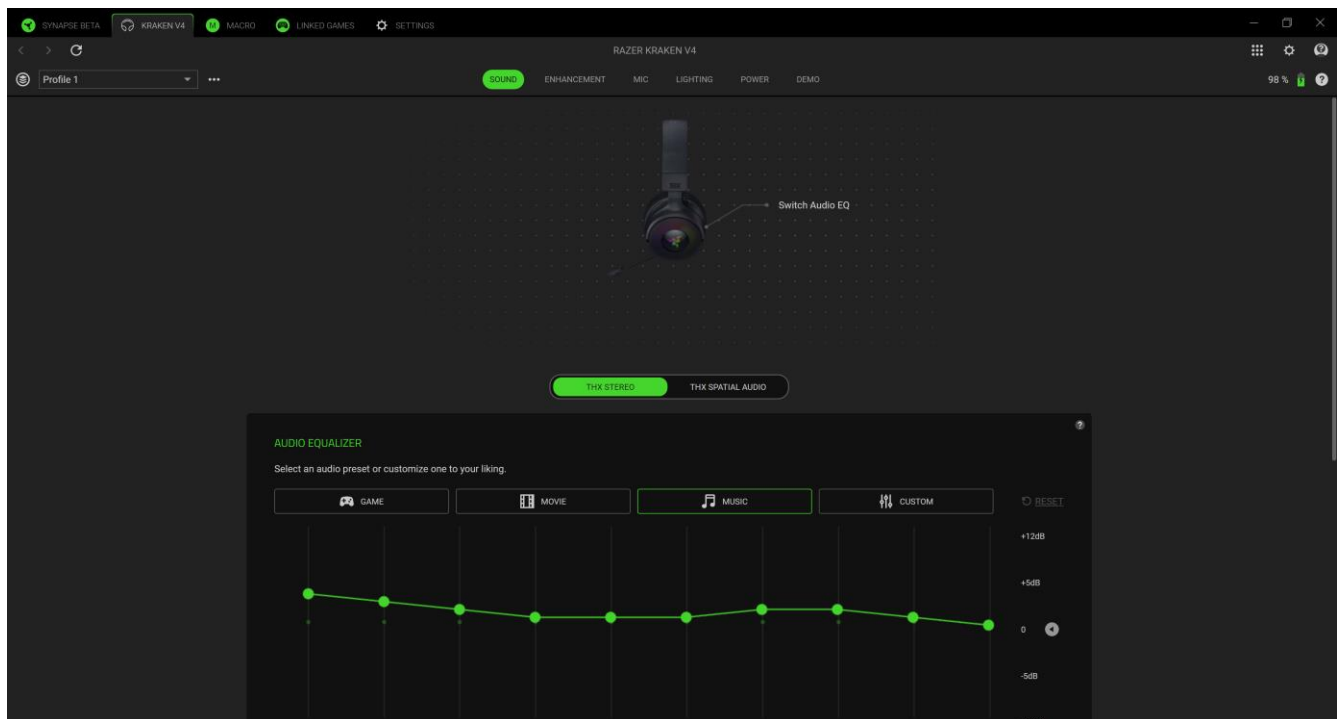 SYNAPSE BETA KRAKEN V4 M MACRO LINKED GAMES SETTINGS
RAZER KRAKEN V4
Profile 1 SOUND ENHANCEMENT MIC LIGHTING POWER DEMO 98 % ?
Switch Audio EQ
THX STEREO THX SPATIAL AUDIO
?
AUDIO EQUALIZER
Select an audio preset or customize one to your liking.
GAME MOVIE MUSIC CUSTOM RESET
+12dB
+5dB
0
-5dB